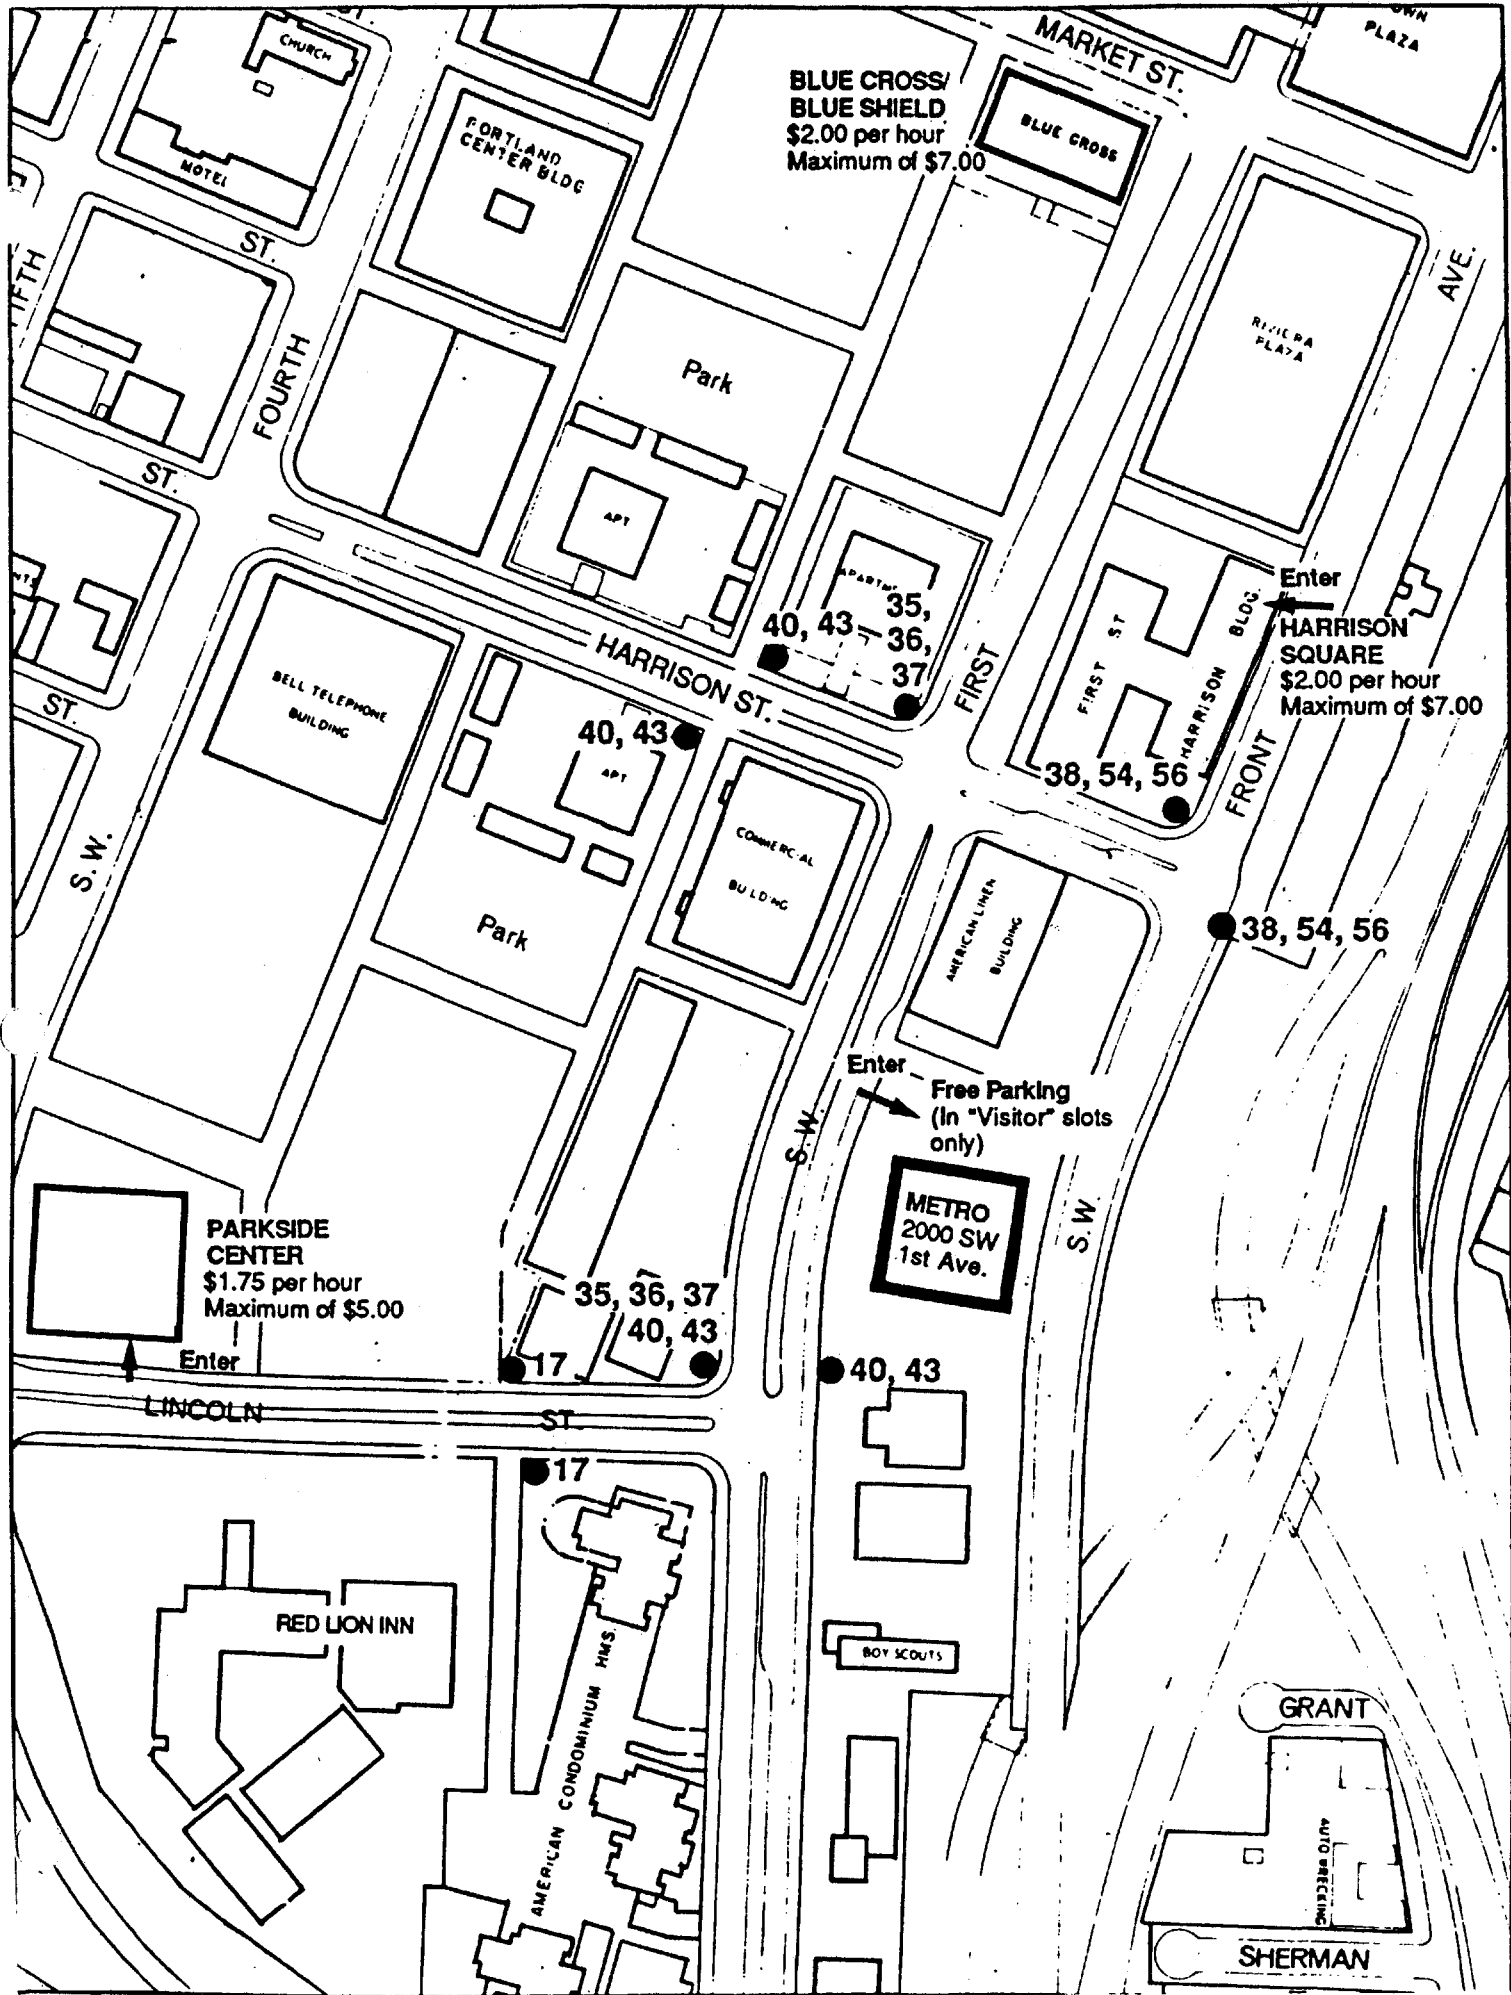 CHURCH
MOTEL
PORTLAND
CENTER BLDG
BLUE CROSS/
BLUE SHIELD
$2.00 per hour
Maximum of $7.00
MARKET ST.
BLUE CROSS
PLAZA
ST.
FOURTH
ST.
Park
RIVIERA
PLAZA
AVE.
APT
HARRISON ST.
40, 43
35,
36,
37
FIRST
FIRST ST
HARRISON BLDG.
Enter
HARRISON
SQUARE
$2.00 per hour
Maximum of $7.00
FRONT
38, 54, 56
BELL TELEPHONE
BUILDING
ST.
S.W.
40, 43
APT
Park
COMMERCIAL
BUILDING
AMERICAN LINEN
BUILDING
38, 54, 56
Enter
Free Parking
(In "Visitor" slots
only)
S.W.
METRO
2000 SW
1st Ave.
S.W.
PARKSIDE
CENTER
$1.75 per hour
Maximum of $5.00
Enter
35, 36, 37
40, 43
17
40, 43
LINCOLN ST.
17
RED LION INN
AMERICAN CONDOMINIUM HMS.
BOY SCOUTS
GRANT
AUTO WRECKING
SHERMAN